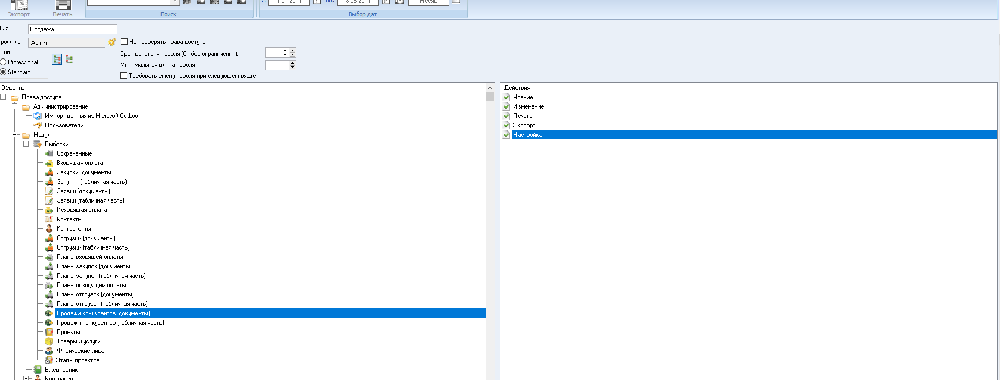 Экспорт Печать Поиск Выбор дат
Имя: Продажа
рофиль: Admin Не проверять права доступа
Тип
Срок действия пароля (0 - без ограничений): 0
Professional
Минимальная длина пароля: 0
Standard
Требовать смену пароля при следующем входе
Объекты
Права доступа
Администрирование
Импорт данных из Microsoft OutLook
Пользователи
Модули
Выборки
Сохраненные
Входящая оплата
Закупки (документы)
Закупки (табличная часть)
Заявки (документы)
Заявки (табличная часть)
Исходящая оплата
Контакты
Контрагенты
Отгрузки (документы)
Отгрузки (табличная часть)
Планы входящей оплаты
Планы закупок (документы)
Планы закупок (табличная часть)
Планы исходящей оплаты
Планы отгрузок (документы)
Планы отгрузок (табличная часть)
Продажи конкурентов (документы)
Продажи конкурентов (табличная часть)
Проекты
Товары и услуги
Физические лица
Этапы проектов
Ежедневник
Контрагенты
Действия
Чтение
Изменение
Печать
Экспорт
Настройка